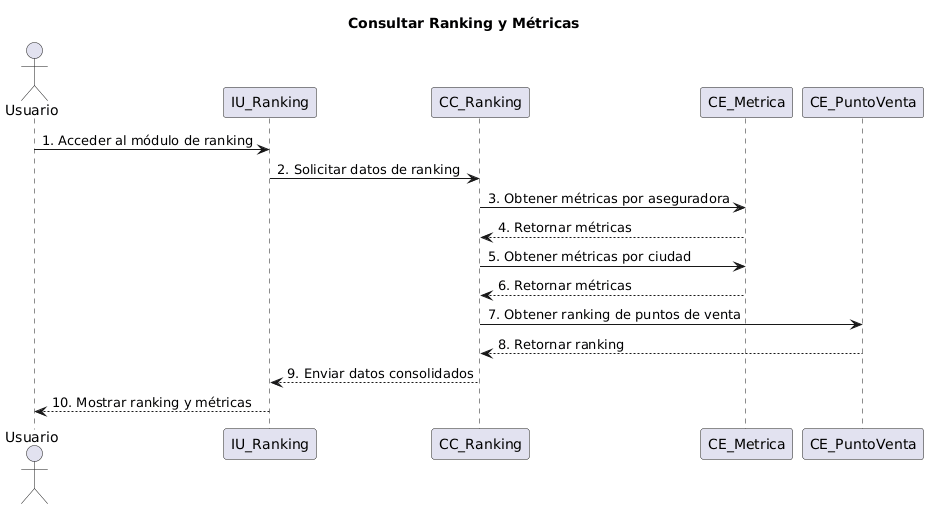 Consultar Ranking y Métricas
Usuario
IU_Ranking
CC_Ranking
CE_Metrica
CE_PuntoVenta
1. Acceder al módulo de ranking
2. Solicitar datos de ranking
3. Obtener métricas por aseguradora
4. Retornar métricas
5. Obtener métricas por ciudad
6. Retornar métricas
7. Obtener ranking de puntos de venta
8. Retornar ranking
9. Enviar datos consolidados
10. Mostrar ranking y métricas
Usuario
IU_Ranking
CC_Ranking
CE_Metrica
CE_PuntoVenta